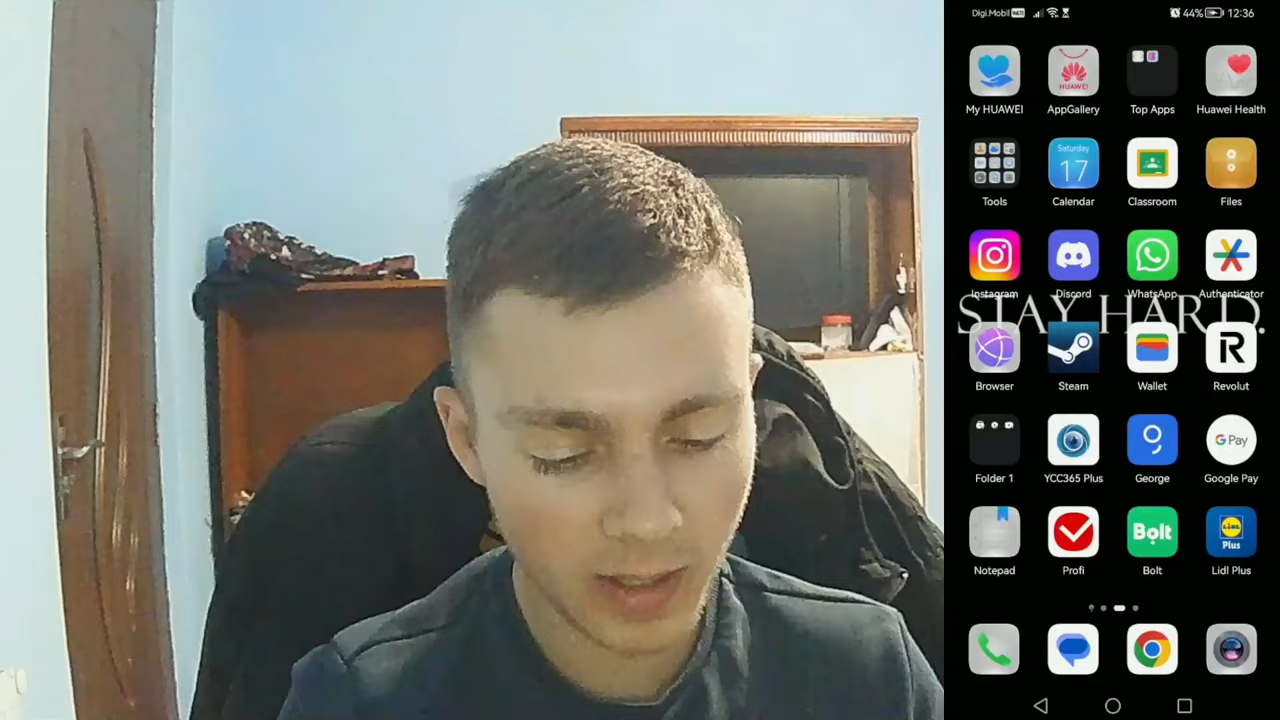 Digi.Mobil 44% 12:36
My HUAWEI AppGallery Top Apps Huawei Health
HUAWEI
Tools Calendar Classroom Files
Saturday
17
Instagram Discord WhatsApp Authenticator
STAY HARD.
Browser Steam Wallet Revolut
G Pay
Folder 1 YCC365 Plus George Google Pay
Bolt
LIDL
Plus
Notepad Profi Bolt Lidl Plus